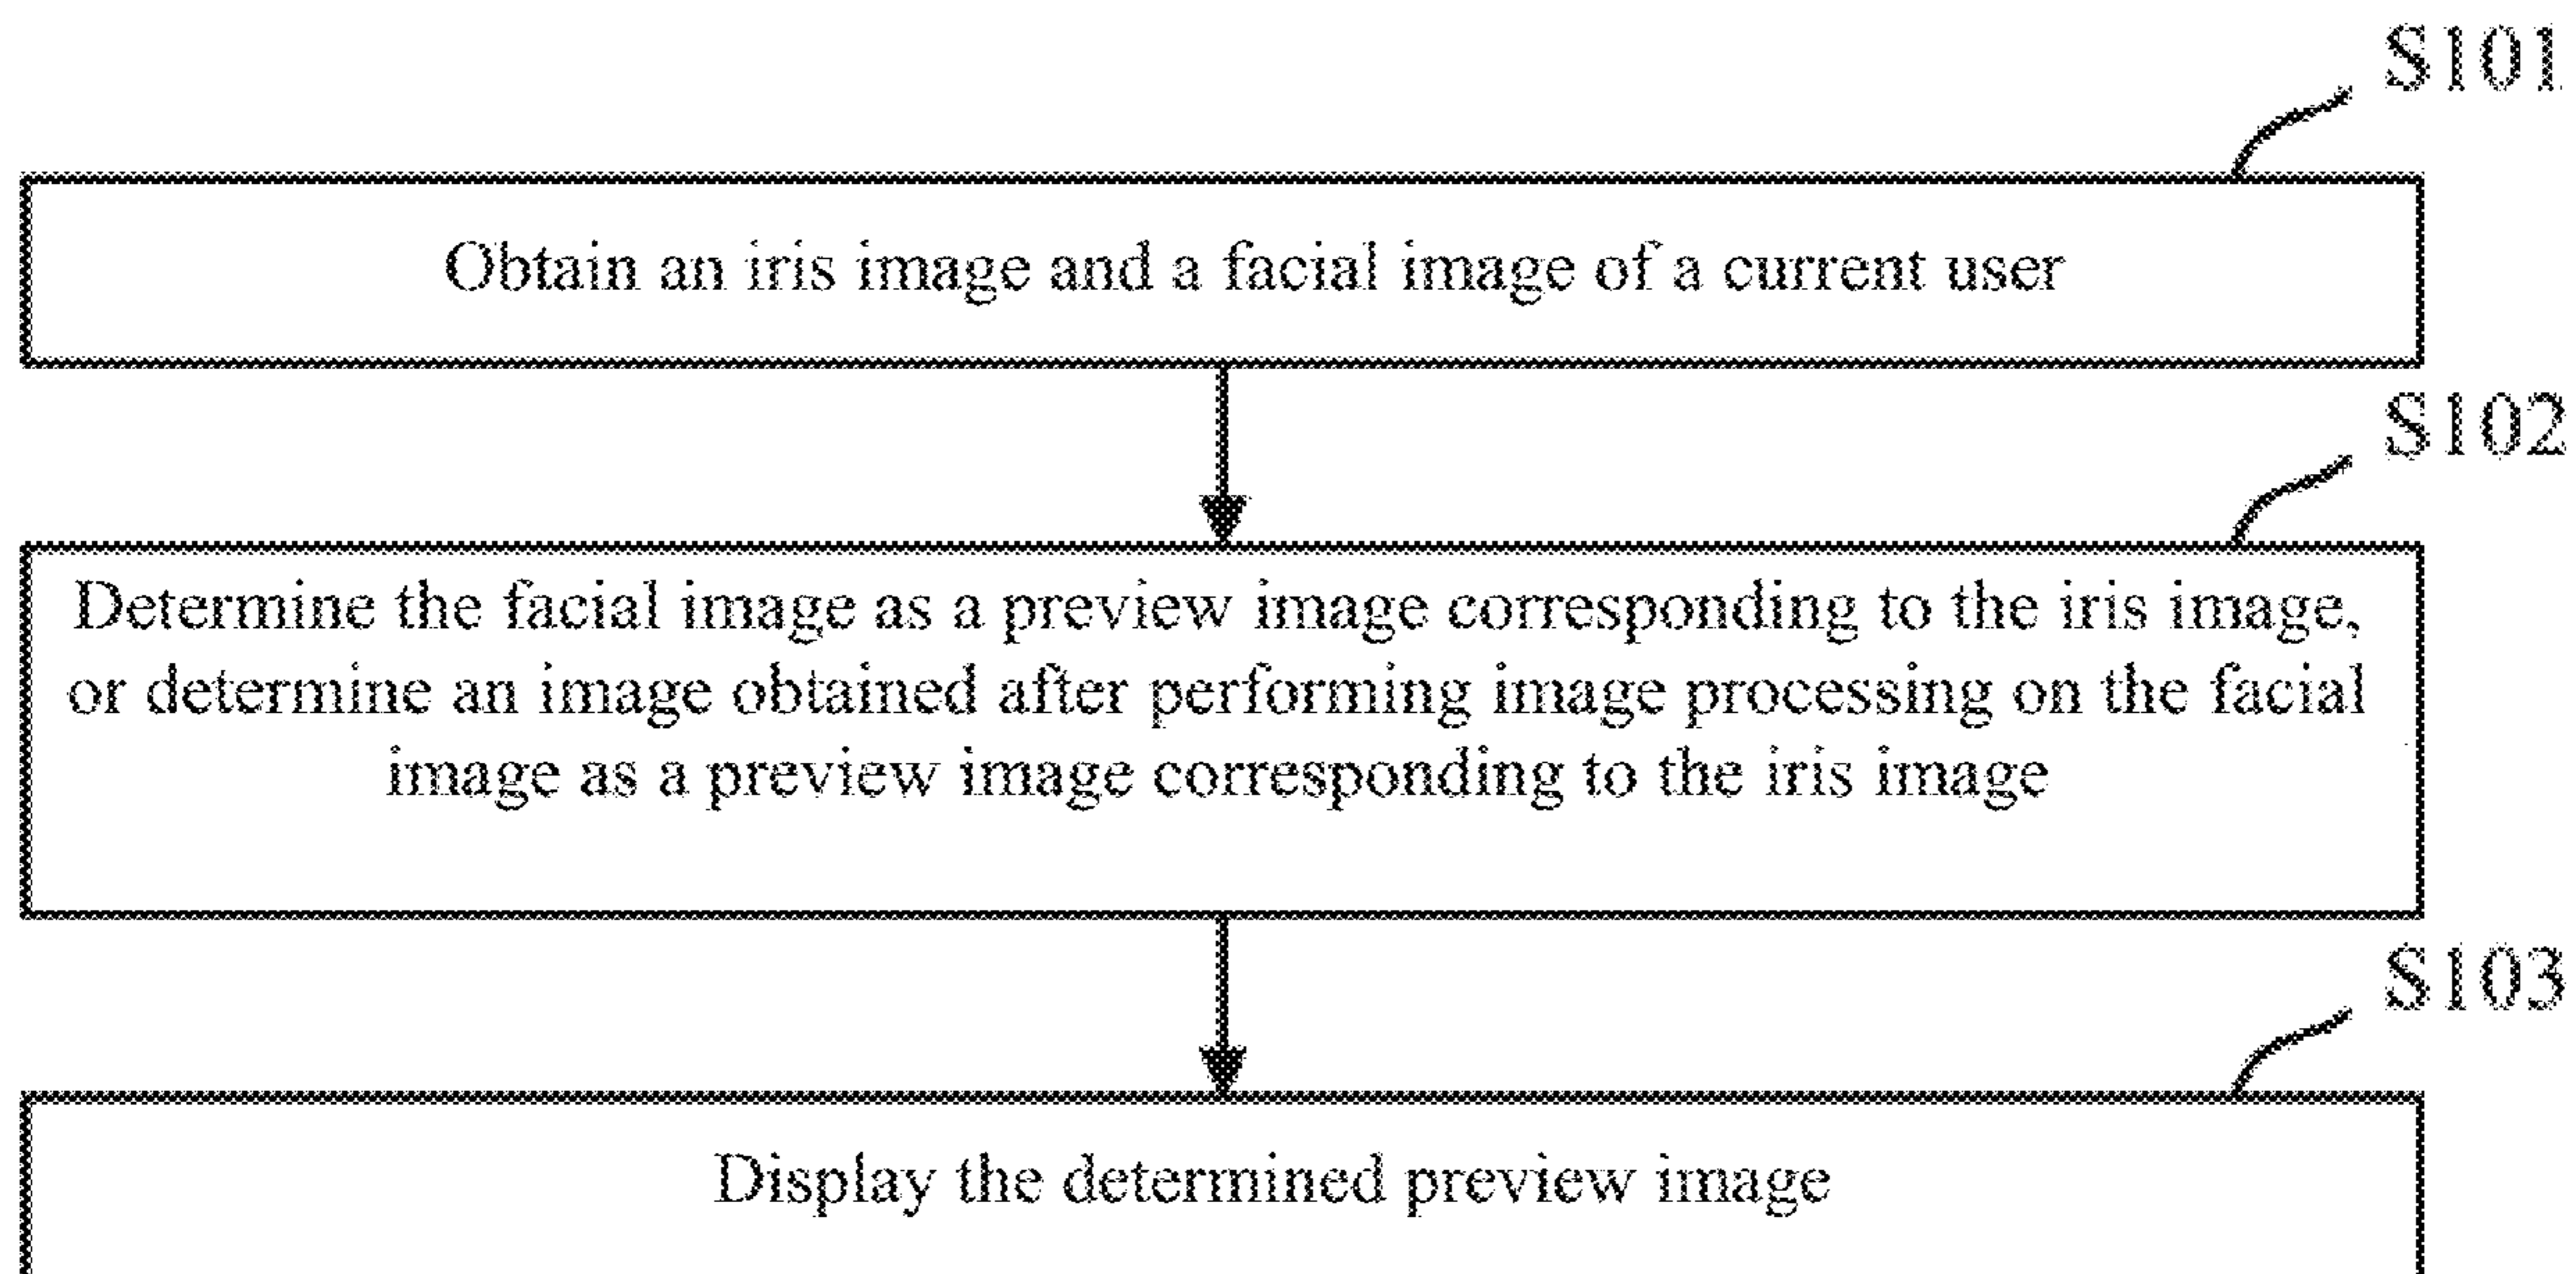 S101
Obtain an iris image and a facial image of a current user
S102
Determine the facial image as a preview image corresponding to the iris image,
or determine an image obtained after performing image processing on the facial
image as a preview image corresponding to the iris image
S103
Display the determined preview image